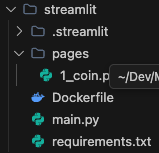 streamlit
.streamlit
pages
1_coin.p
~/Dev/M
Dockerfile
main.py
requirements.txt